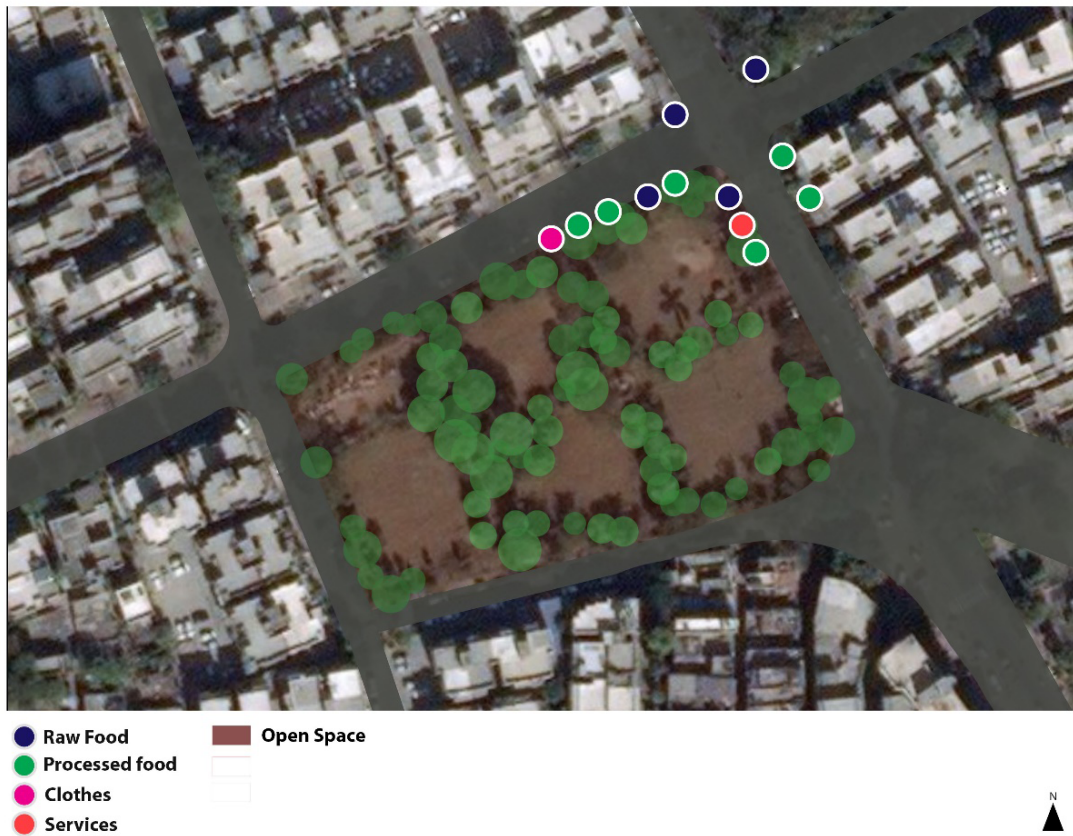 Raw Food
Processed food
Clothes
Services
Open Space
N